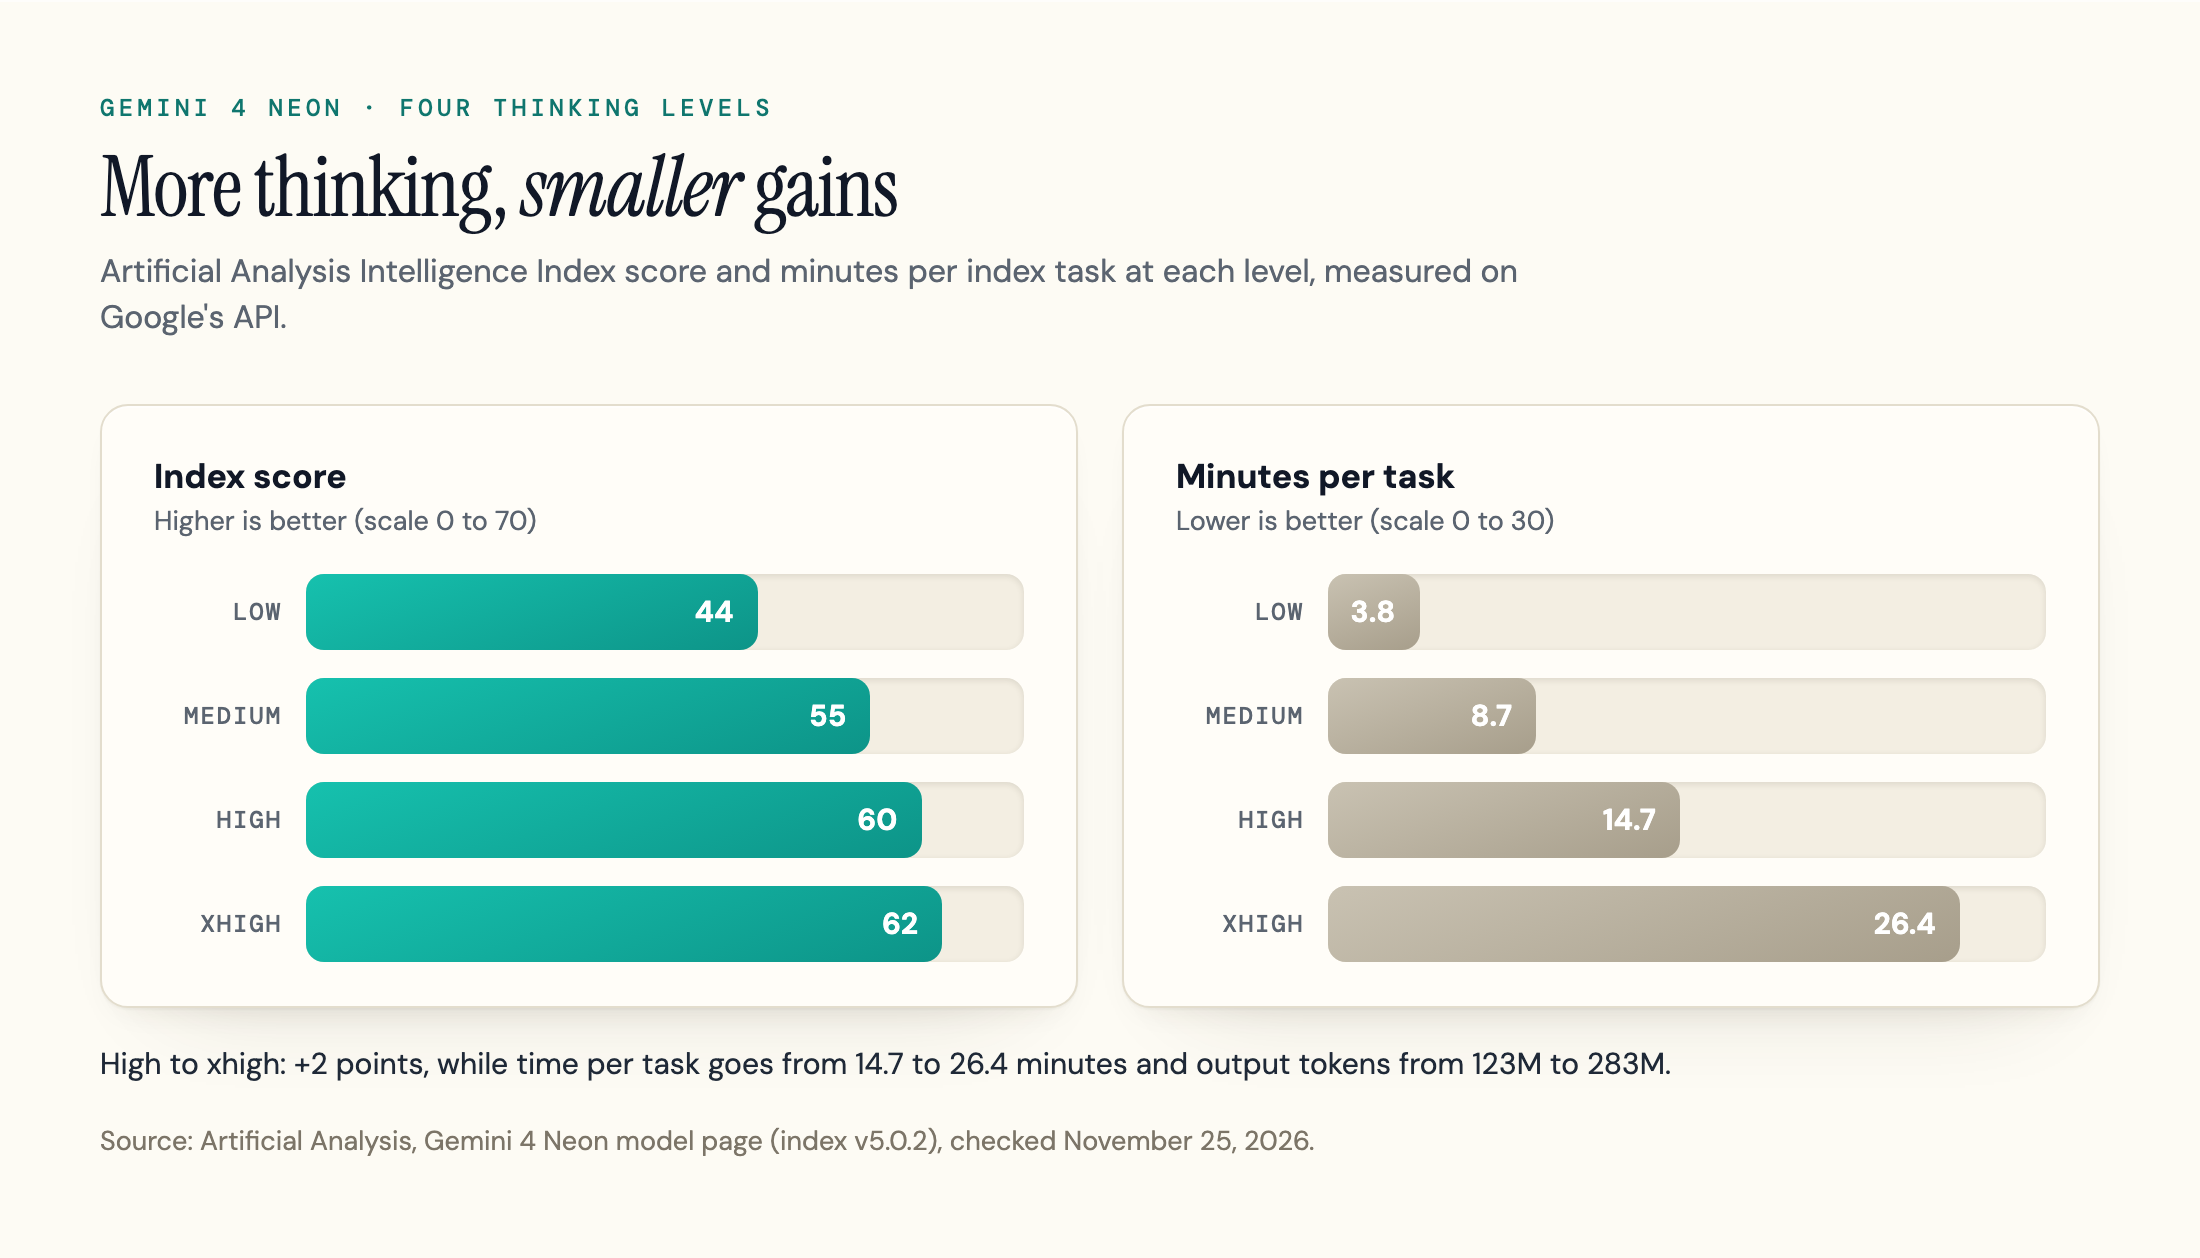 GEMINI 4 NEON · FOUR THINKING LEVELS
More thinking, smaller gains
Artificial Analysis Intelligence Index score and minutes per index task at each level, measured on
Google's API.
Index score
Higher is better (scale 0 to 70)
LOW 44
MEDIUM 55
HIGH 60
XHIGH 62
Minutes per task
Lower is better (scale 0 to 30)
LOW 3.8
MEDIUM 8.7
HIGH 14.7
XHIGH 26.4
High to xhigh: +2 points, while time per task goes from 14.7 to 26.4 minutes and output tokens from 123M to 283M.
Source: Artificial Analysis, Gemini 4 Neon model page (index v5.0.2), checked November 25, 2026.